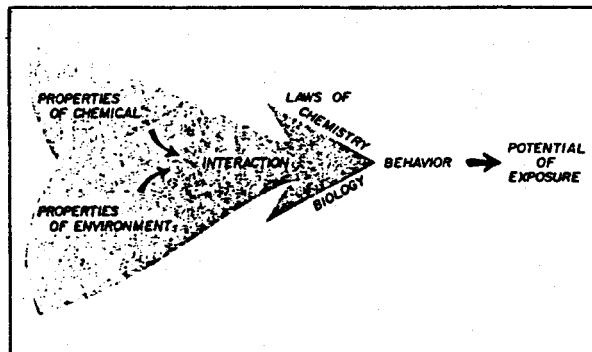 PROPERTIES
OF CHEMICAL
PROPERTIES
OF ENVIRONMENT
INTERACTION
LAWS OF
CHEMISTRY
BIOLOGY
BEHAVIOR
POTENTIAL
OF
EXPOSURE